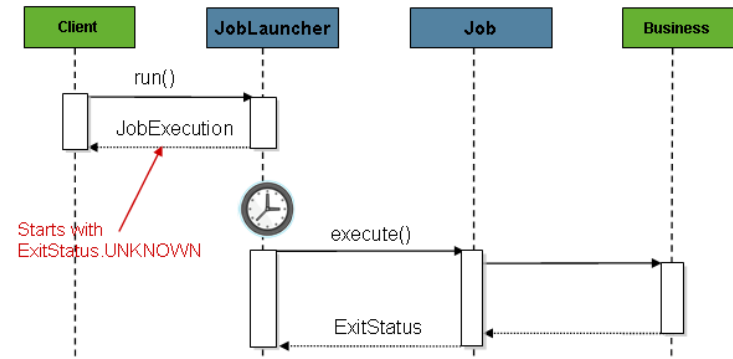 Client
JobLauncher
Job
Business
run()
JobExecution
Starts with
ExitStatus.UNKNOWN
execute()
ExitStatus